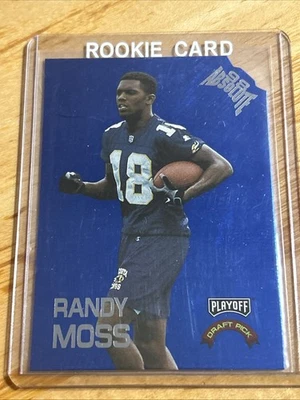 ROOKIE CARD
98
ABSOLUTE
18
RANDY
MOSS
PLAYOFF
DRAFT PICK